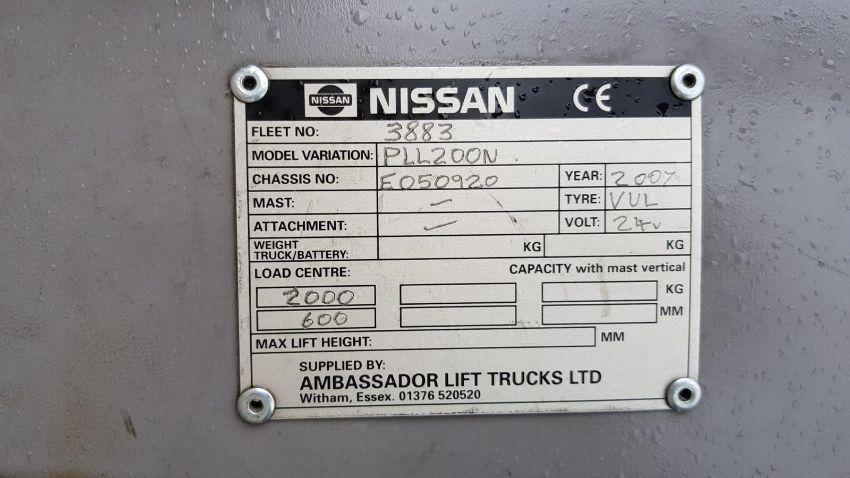 NISSAN NISSAN CE
FLEET NO: 3883
MODEL VARIATION: PLL200N
CHASSIS NO: E050920 YEAR: 2007
MAST: – TYRE: VUL
ATTACHMENT: – VOLT: 24v
WEIGHT TRUCK/BATTERY: KG KG
LOAD CENTRE: CAPACITY with mast vertical
2000 KG
600 MM
MAX LIFT HEIGHT: MM
SUPPLIED BY:
AMBASSADOR LIFT TRUCKS LTD
Witham, Essex. 01376 520520